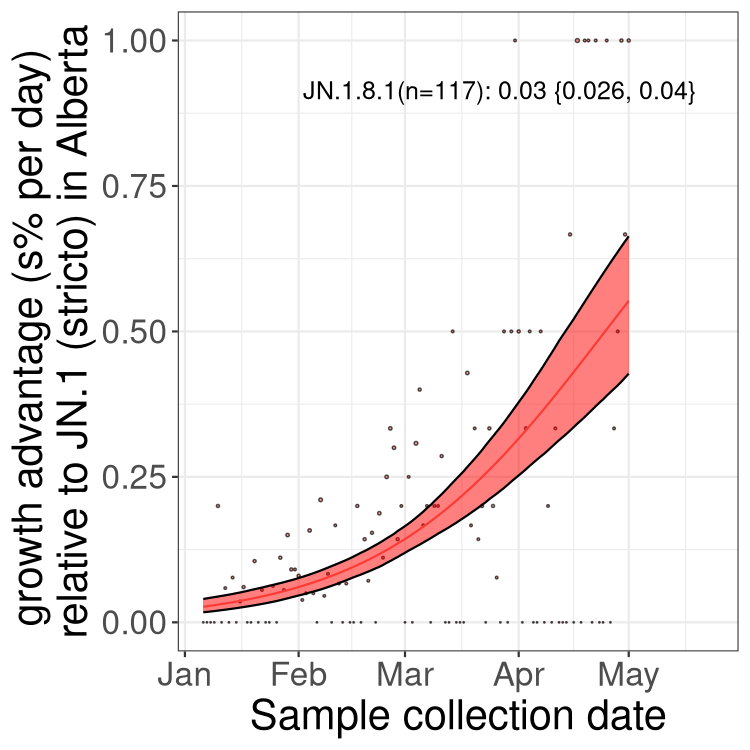 growth advantage (s% per day)
relative to JN.1 (stricto) in Alberta
1.00
0.75
0.50
0.25
0.00
JN.1.8.1(n=117): 0.03 {0.026, 0.04}
Jan Feb Mar Apr May
Sample collection date